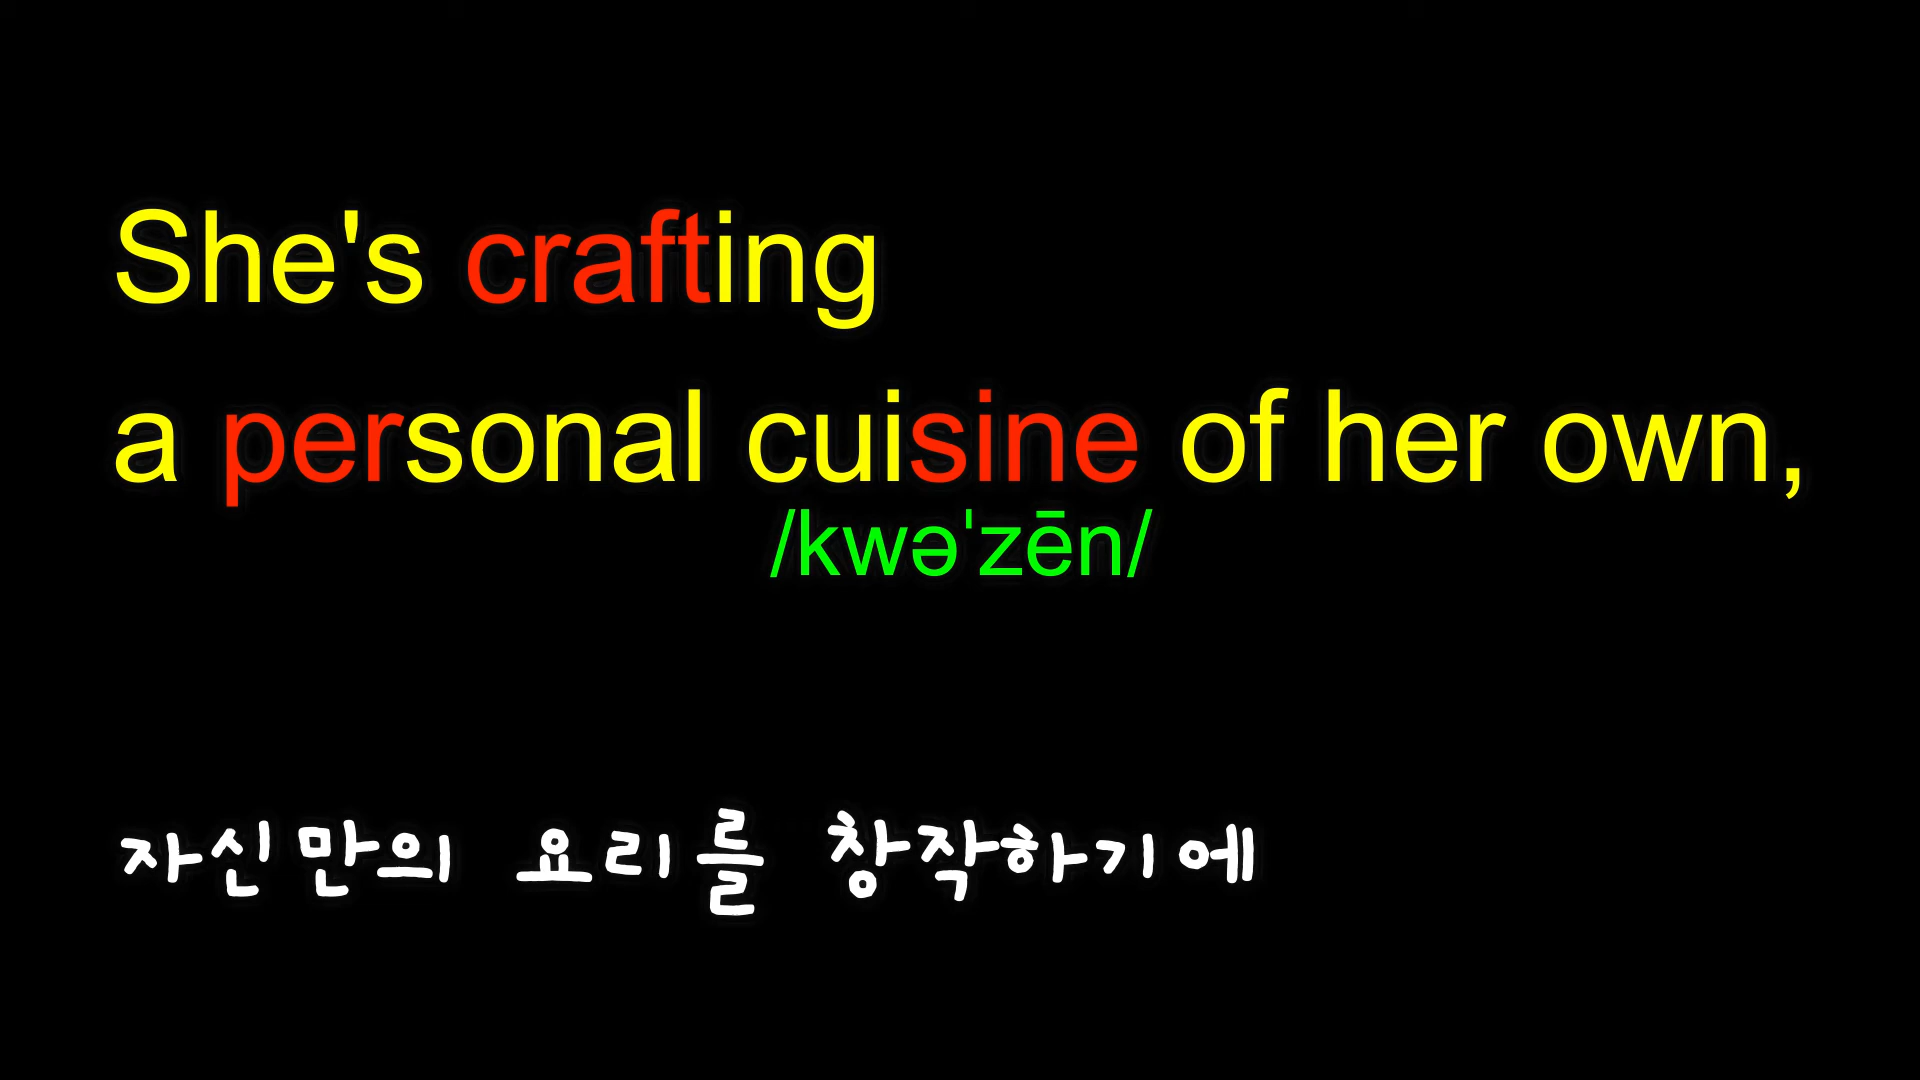 She's crafting
a personal cuisine of her own,
/kwəˈzēn/
자신만의 요리를 창작하기에